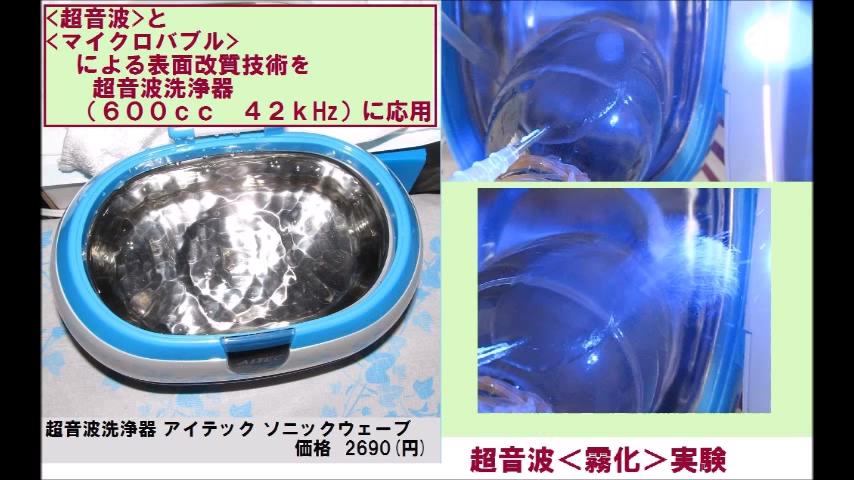 <超音波>と
<マイクロバブル>
による表面改質技術を
超音波洗浄器
（６００ｃｃ　４２ｋHz）に応用
AITEC
超音波洗浄器 アイテック ソニックウェーブ
価格 2690(円)
超音波＜霧化＞実験